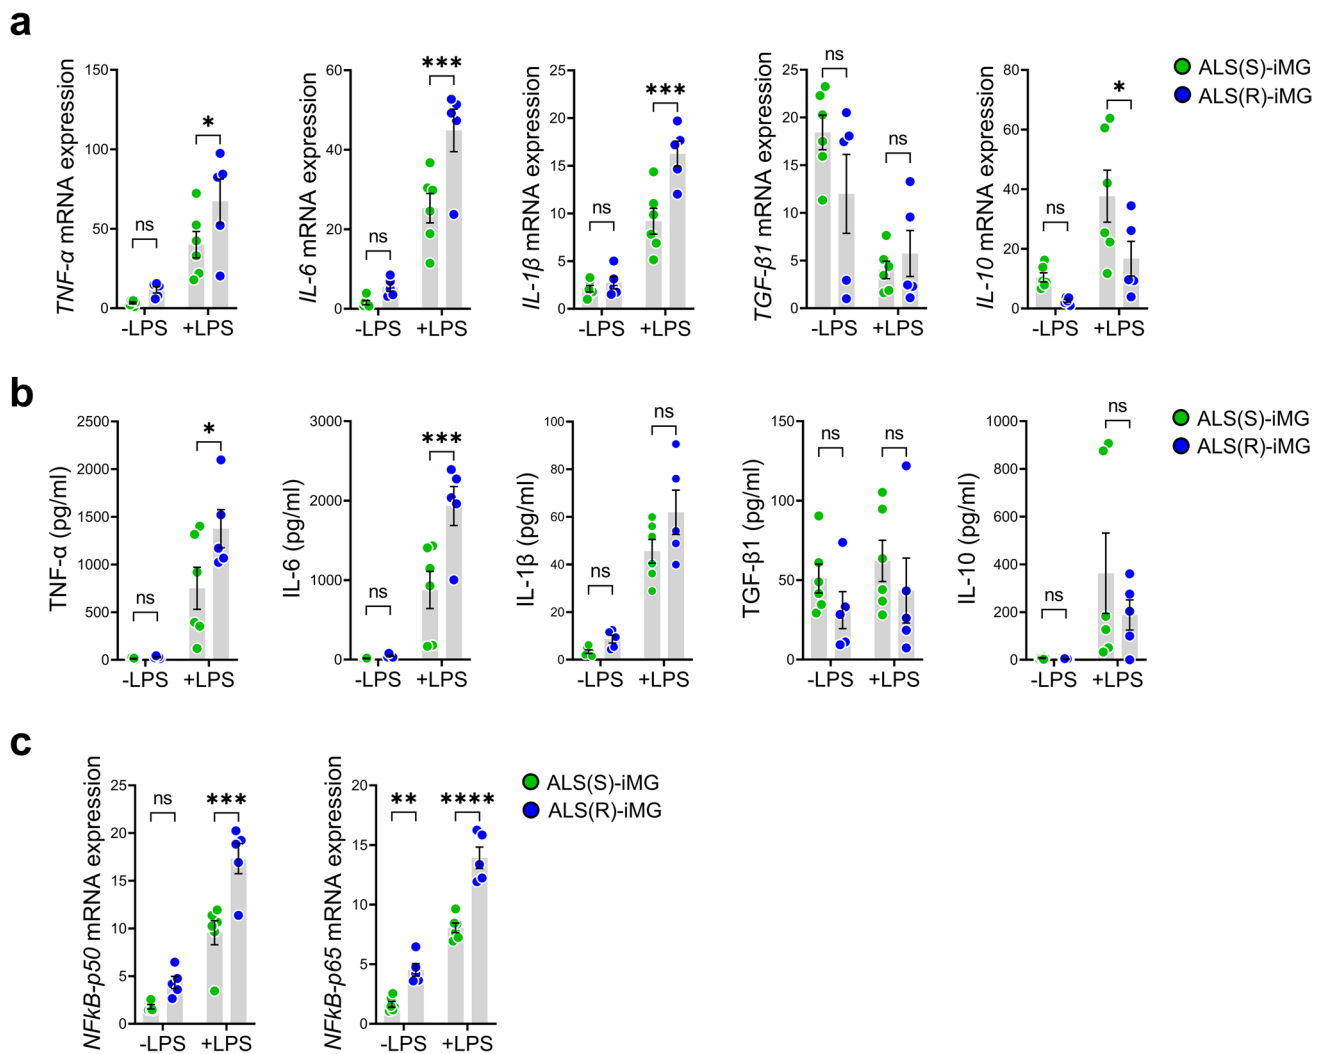 a
TNF-α mRNA expression
150
100
50
0
ns
*
-LPS +LPS
IL-6 mRNA expression
60
40
20
0
ns
***
-LPS +LPS
IL-1β mRNA expression
25
20
15
10
5
0
ns
***
-LPS +LPS
TGF-β1 mRNA expression
25
20
15
10
5
0
ns
ns
-LPS +LPS
IL-10 mRNA expression
80
60
40
20
0
ns
*
-LPS +LPS
ALS(S)-iMG
ALS(R)-iMG
b
TNF-α (pg/ml)
2500
2000
1500
1000
500
0
ns
*
-LPS +LPS
IL-6 (pg/ml)
3000
2000
1000
0
ns
***
-LPS +LPS
IL-1β (pg/ml)
100
80
60
40
20
0
ns
ns
-LPS +LPS
TGF-β1 (pg/ml)
150
100
50
0
ns
ns
-LPS +LPS
IL-10 (pg/ml)
1000
800
600
400
200
0
ns
ns
-LPS +LPS
ALS(S)-iMG
ALS(R)-iMG
c
NFkB-p50 mRNA expression
25
20
15
10
5
0
ns
***
-LPS +LPS
NFkB-p65 mRNA expression
20
15
10
5
0
**
****
-LPS +LPS
ALS(S)-iMG
ALS(R)-iMG